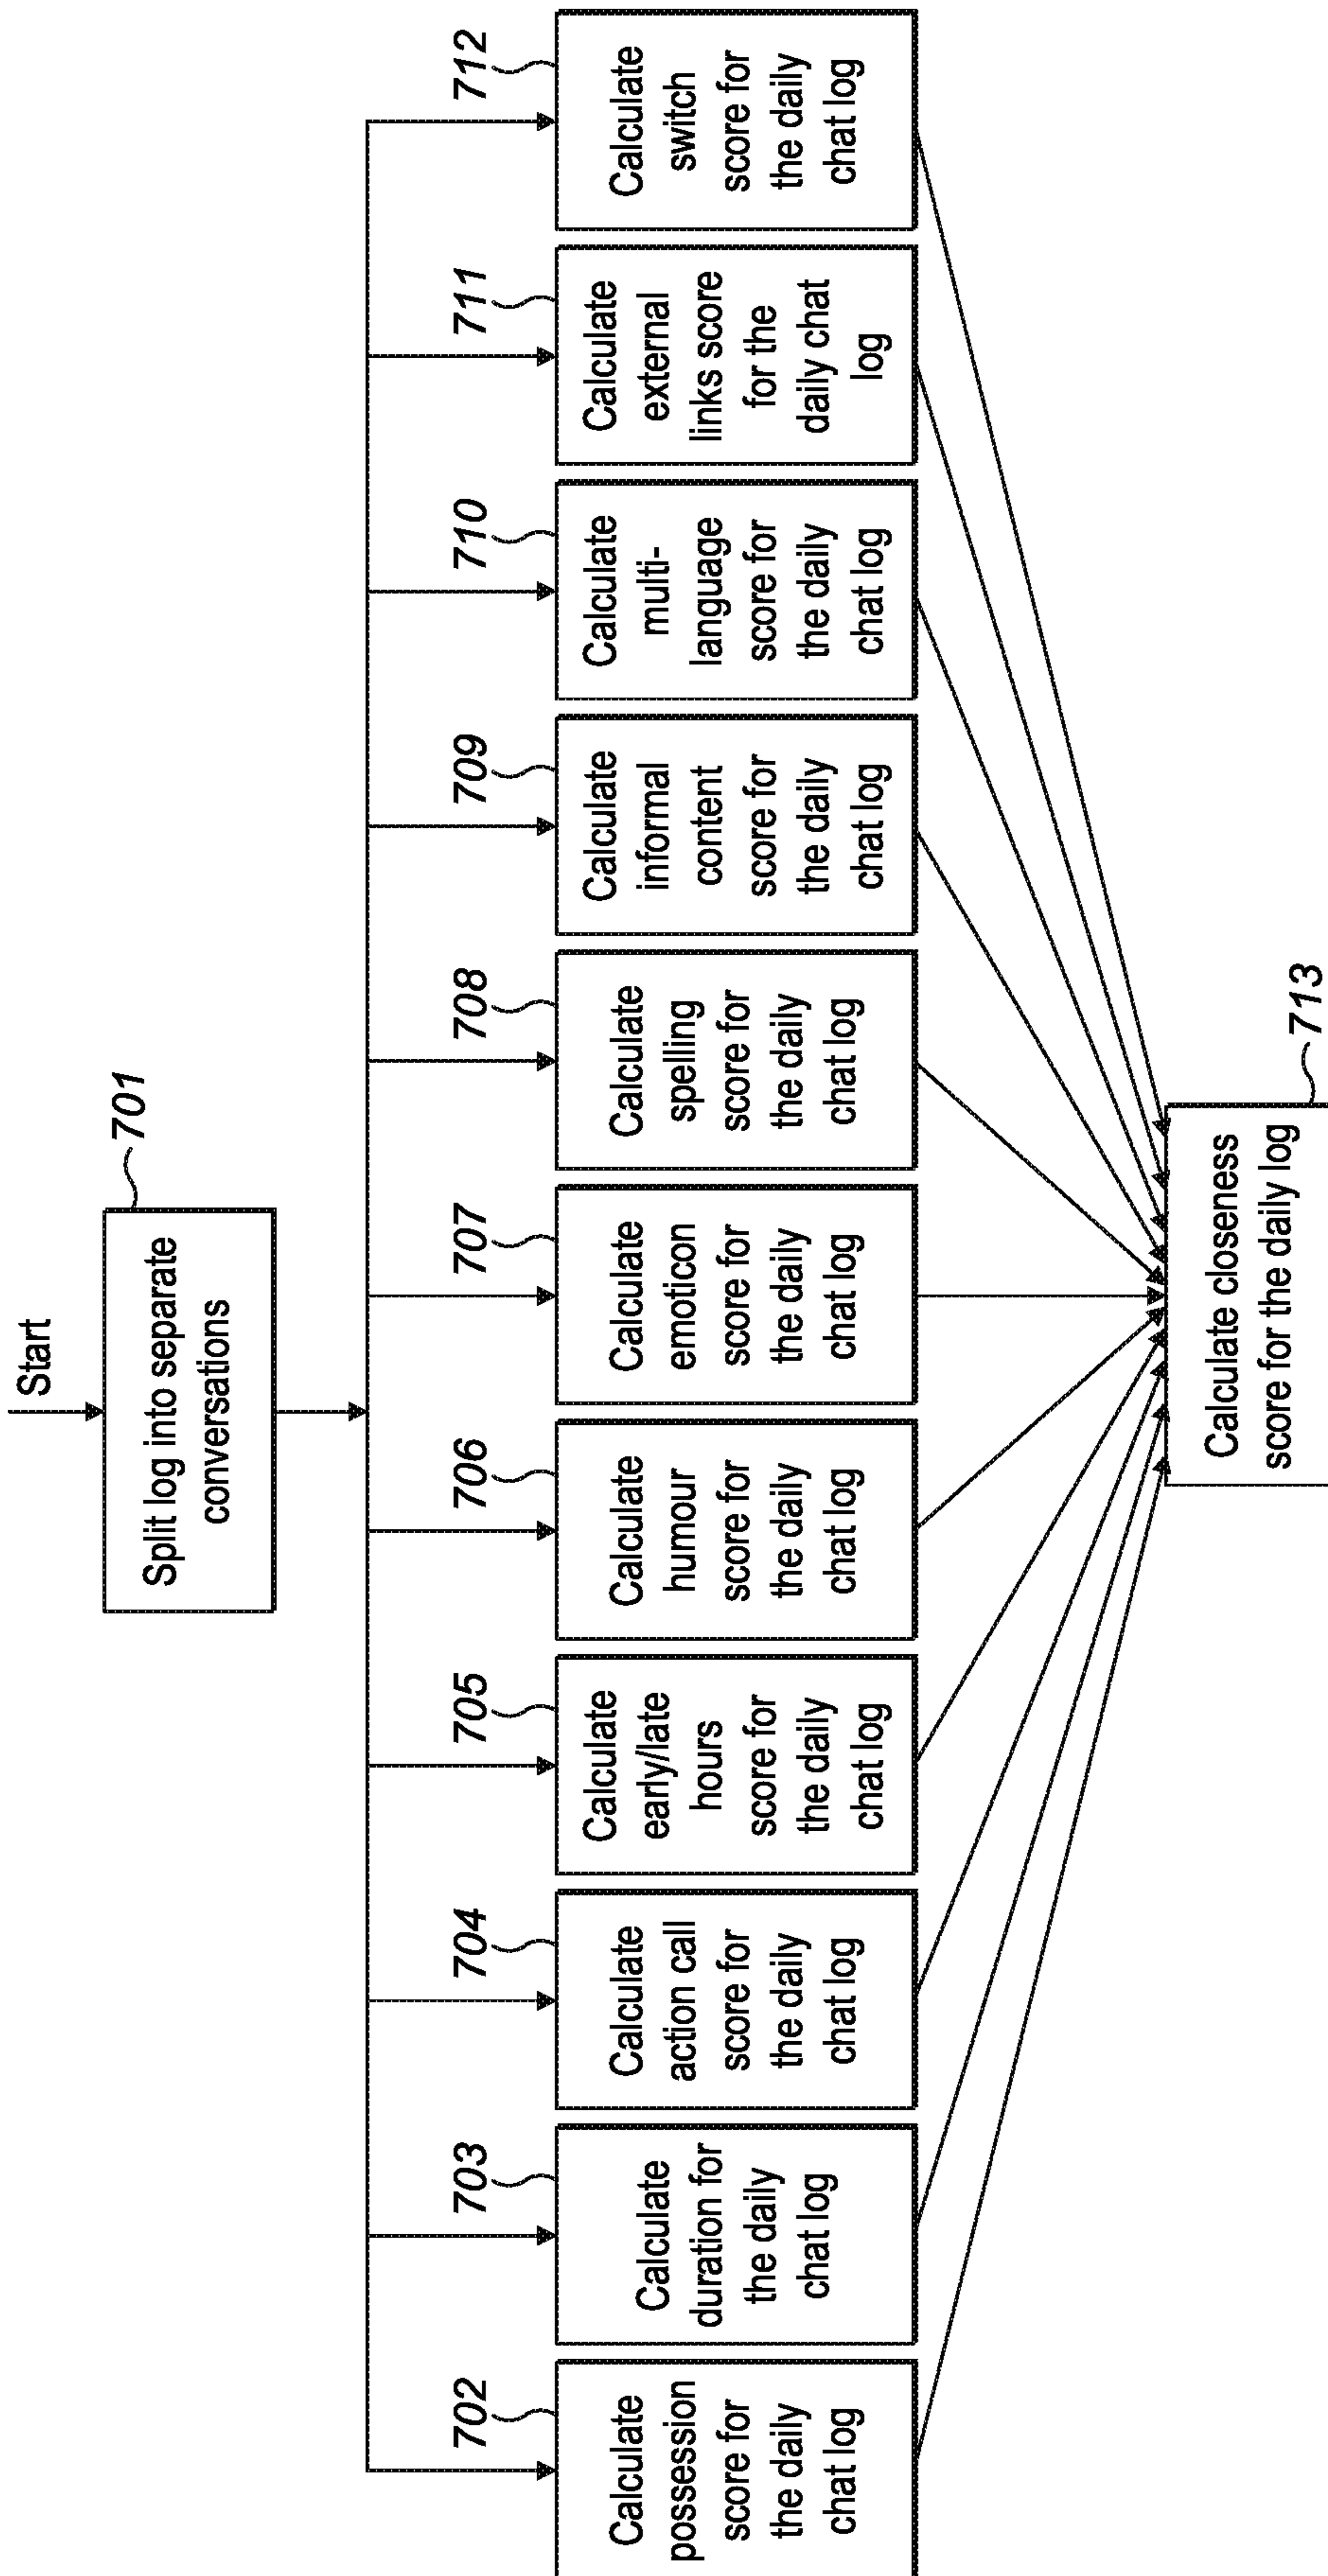 Start
701
Split log into separate
conversations
702
Calculate
possession
score for
the daily
chat log
703
Calculate
duration for
the daily
chat log
704
Calculate
action call
score for
the daily
chat log
705
Calculate
early/late
hours
score for
the daily
chat log
706
Calculate
humour
score for
the daily
chat log
707
Calculate
emoticon
score for
the daily
chat log
708
Calculate
spelling
score for
the daily
chat log
709
Calculate
informal
content
score for
the daily
chat log
710
Calculate
multi-
language
score for
the daily
chat log
711
Calculate
external
links score
for the
daily chat
log
712
Calculate
switch
score for
the daily
chat log
713
Calculate closeness
score for the daily log